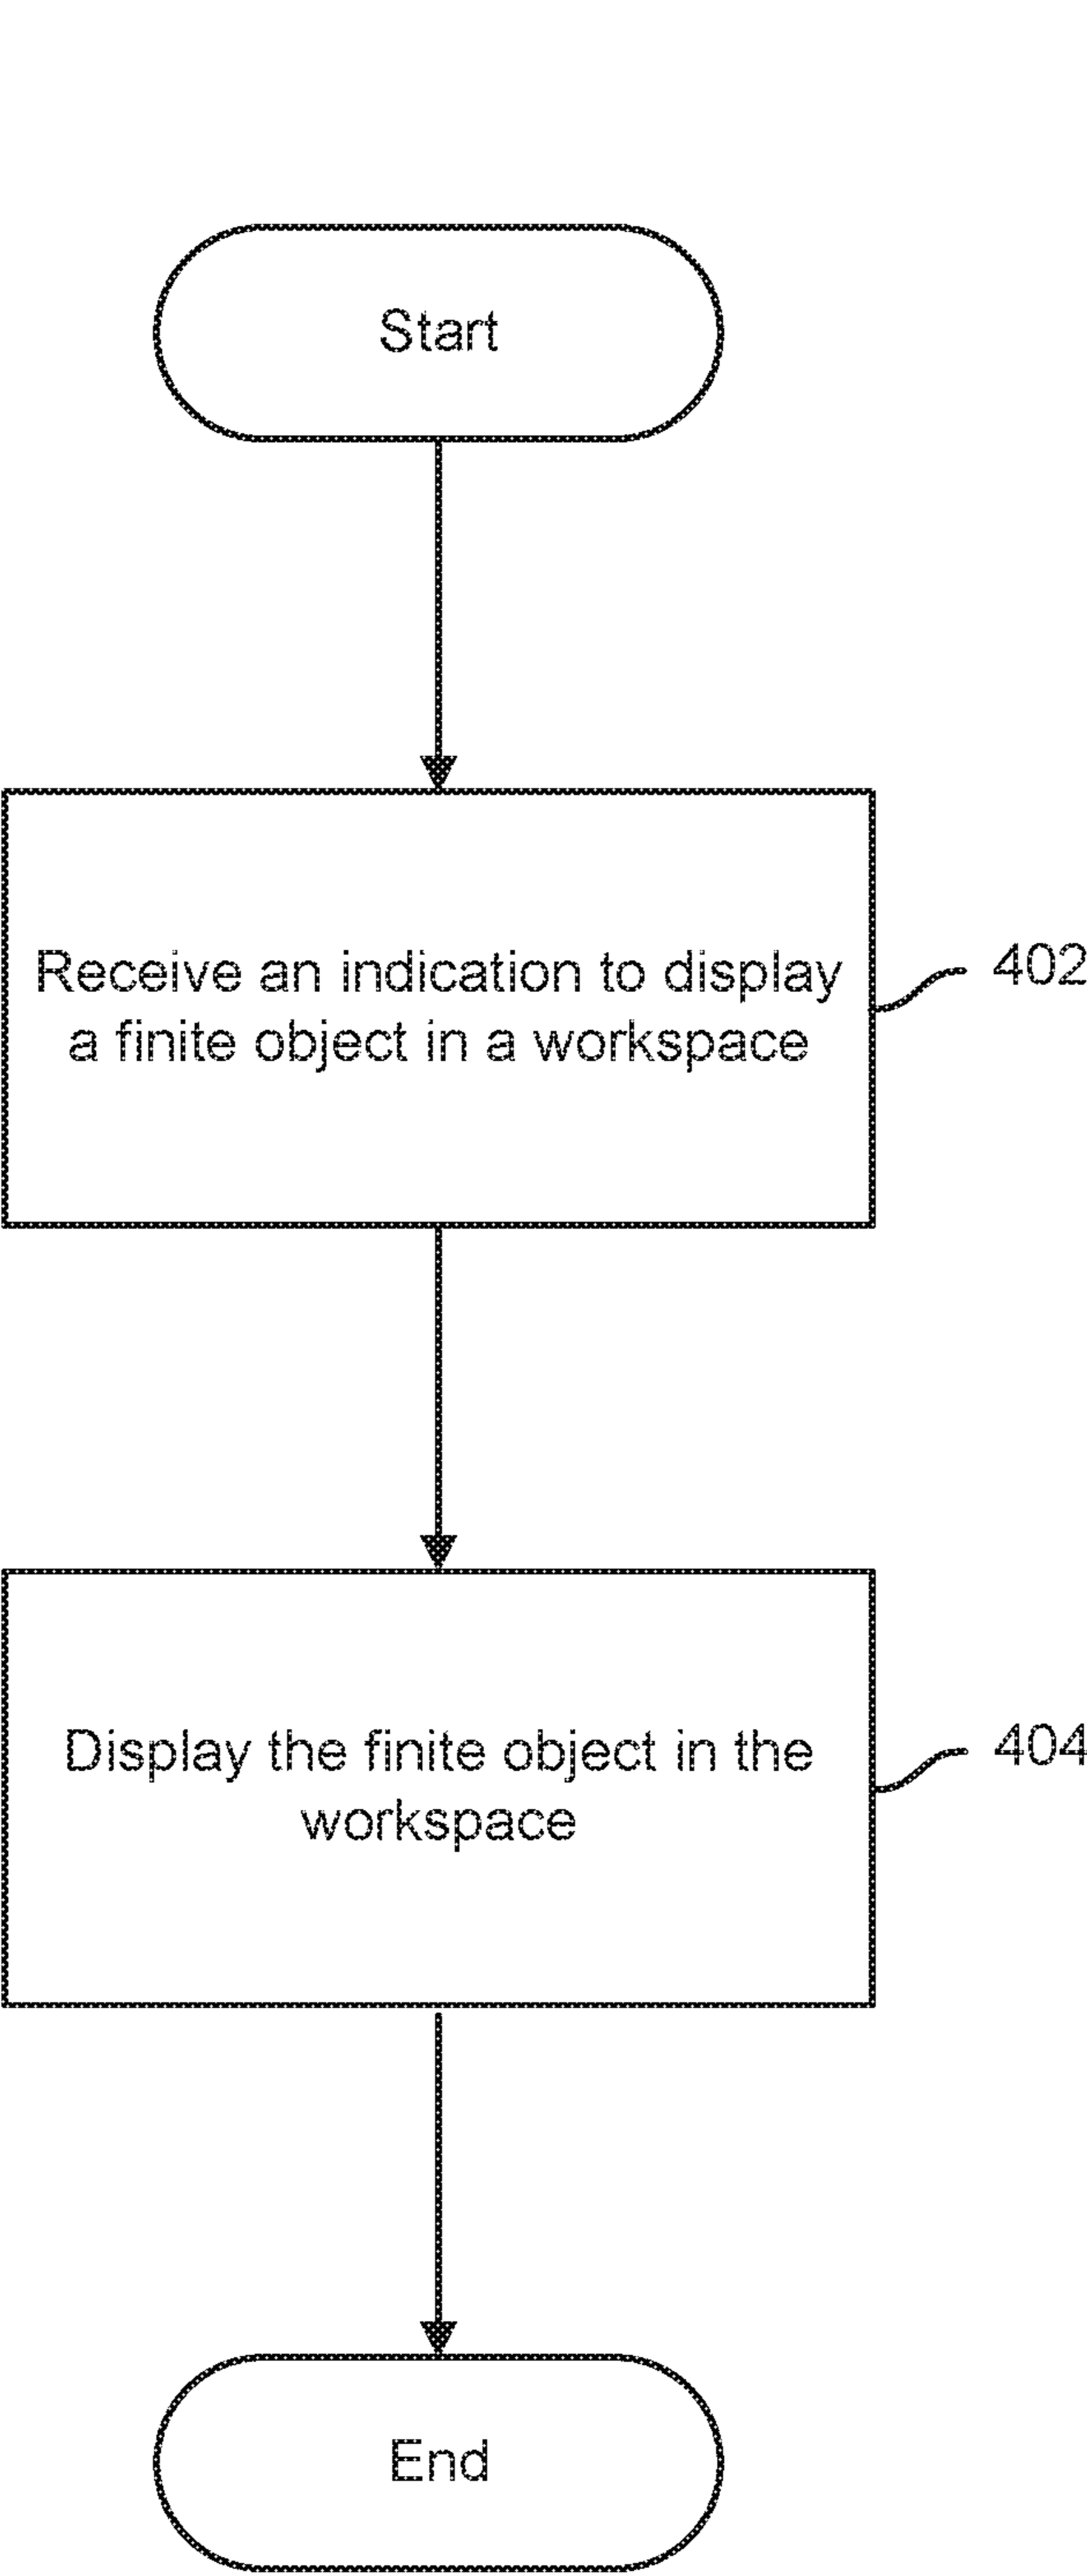 Start
Receive an indication to display
a finite object in a workspace
402
Display the finite object in the
workspace
404
End